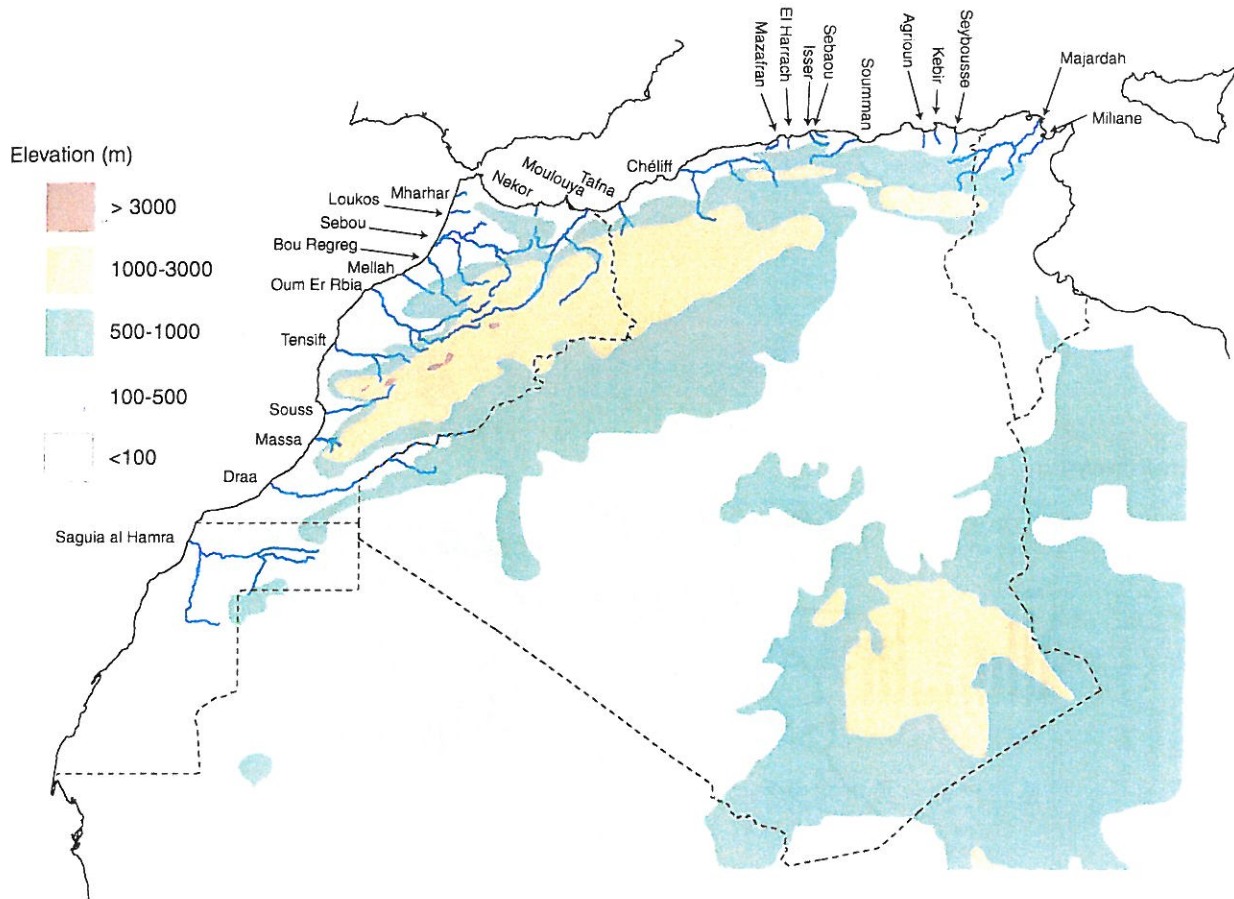 Elevation (m)
> 3000
1000-3000
500-1000
100-500
<100
Mharhar
Loukos
Sebou
Bou Regreg
Mellah
Oum Er Rbia
Tensift
Souss
Massa
Draa
Saguia al Hamra
Nekor
Moulouya
Tafna
Chéliff
Mazafran
El Harrach
Isser
Sebaou
Soumman
Agrioun
Kebir
Seybousse
Majardah
Miliane